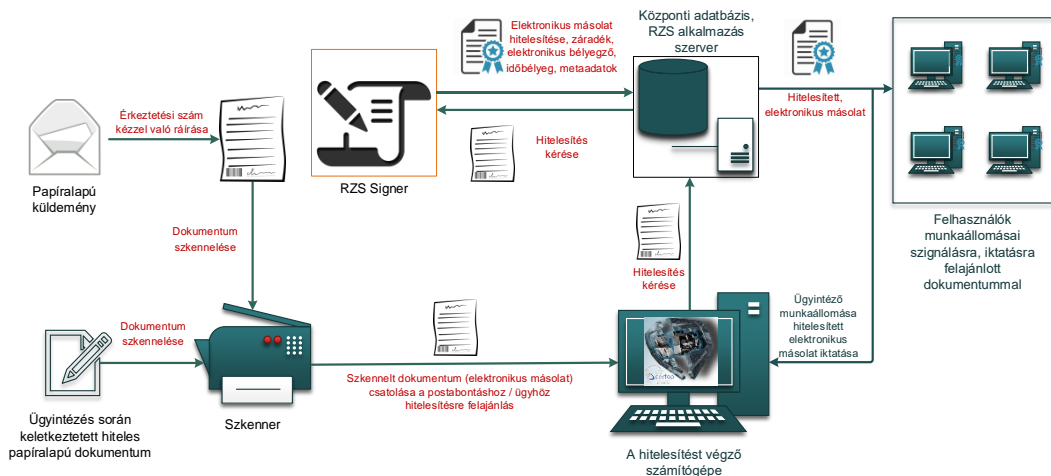 Elektronikus másolat
hitelesítése, záradék,
elektronikus bélyegző,
időbélyeg, metaadatok
Központi adatbázis,
RZS alkalmazás
szerver
Érkeztetési szám
kézzel való ráírása
Hitelesítés
kérése
Hitelesített,
elektronikus másolat
Papíralapú
küldemény
RZS Signer
Felhasználók
munkaállomásai
szignálásra, iktatásra
felajánlott
dokumentummal
Dokumentum
szkennelése
Hitelesítés
kérése
Ügyintéző
munkaállomása
hitelesített
elektronikus
másolat iktatása
Dokumentum
szkennelése
Szkennelt dokumentum (elektronikus másolat)
csatolása a postabontáshoz / ügyhöz
hitelesítésre felajánlás
Ügyintézés során
keletkeztetett hiteles
papíralapú dokumentum
Szkenner
A hitelesítést végző
számítógépe